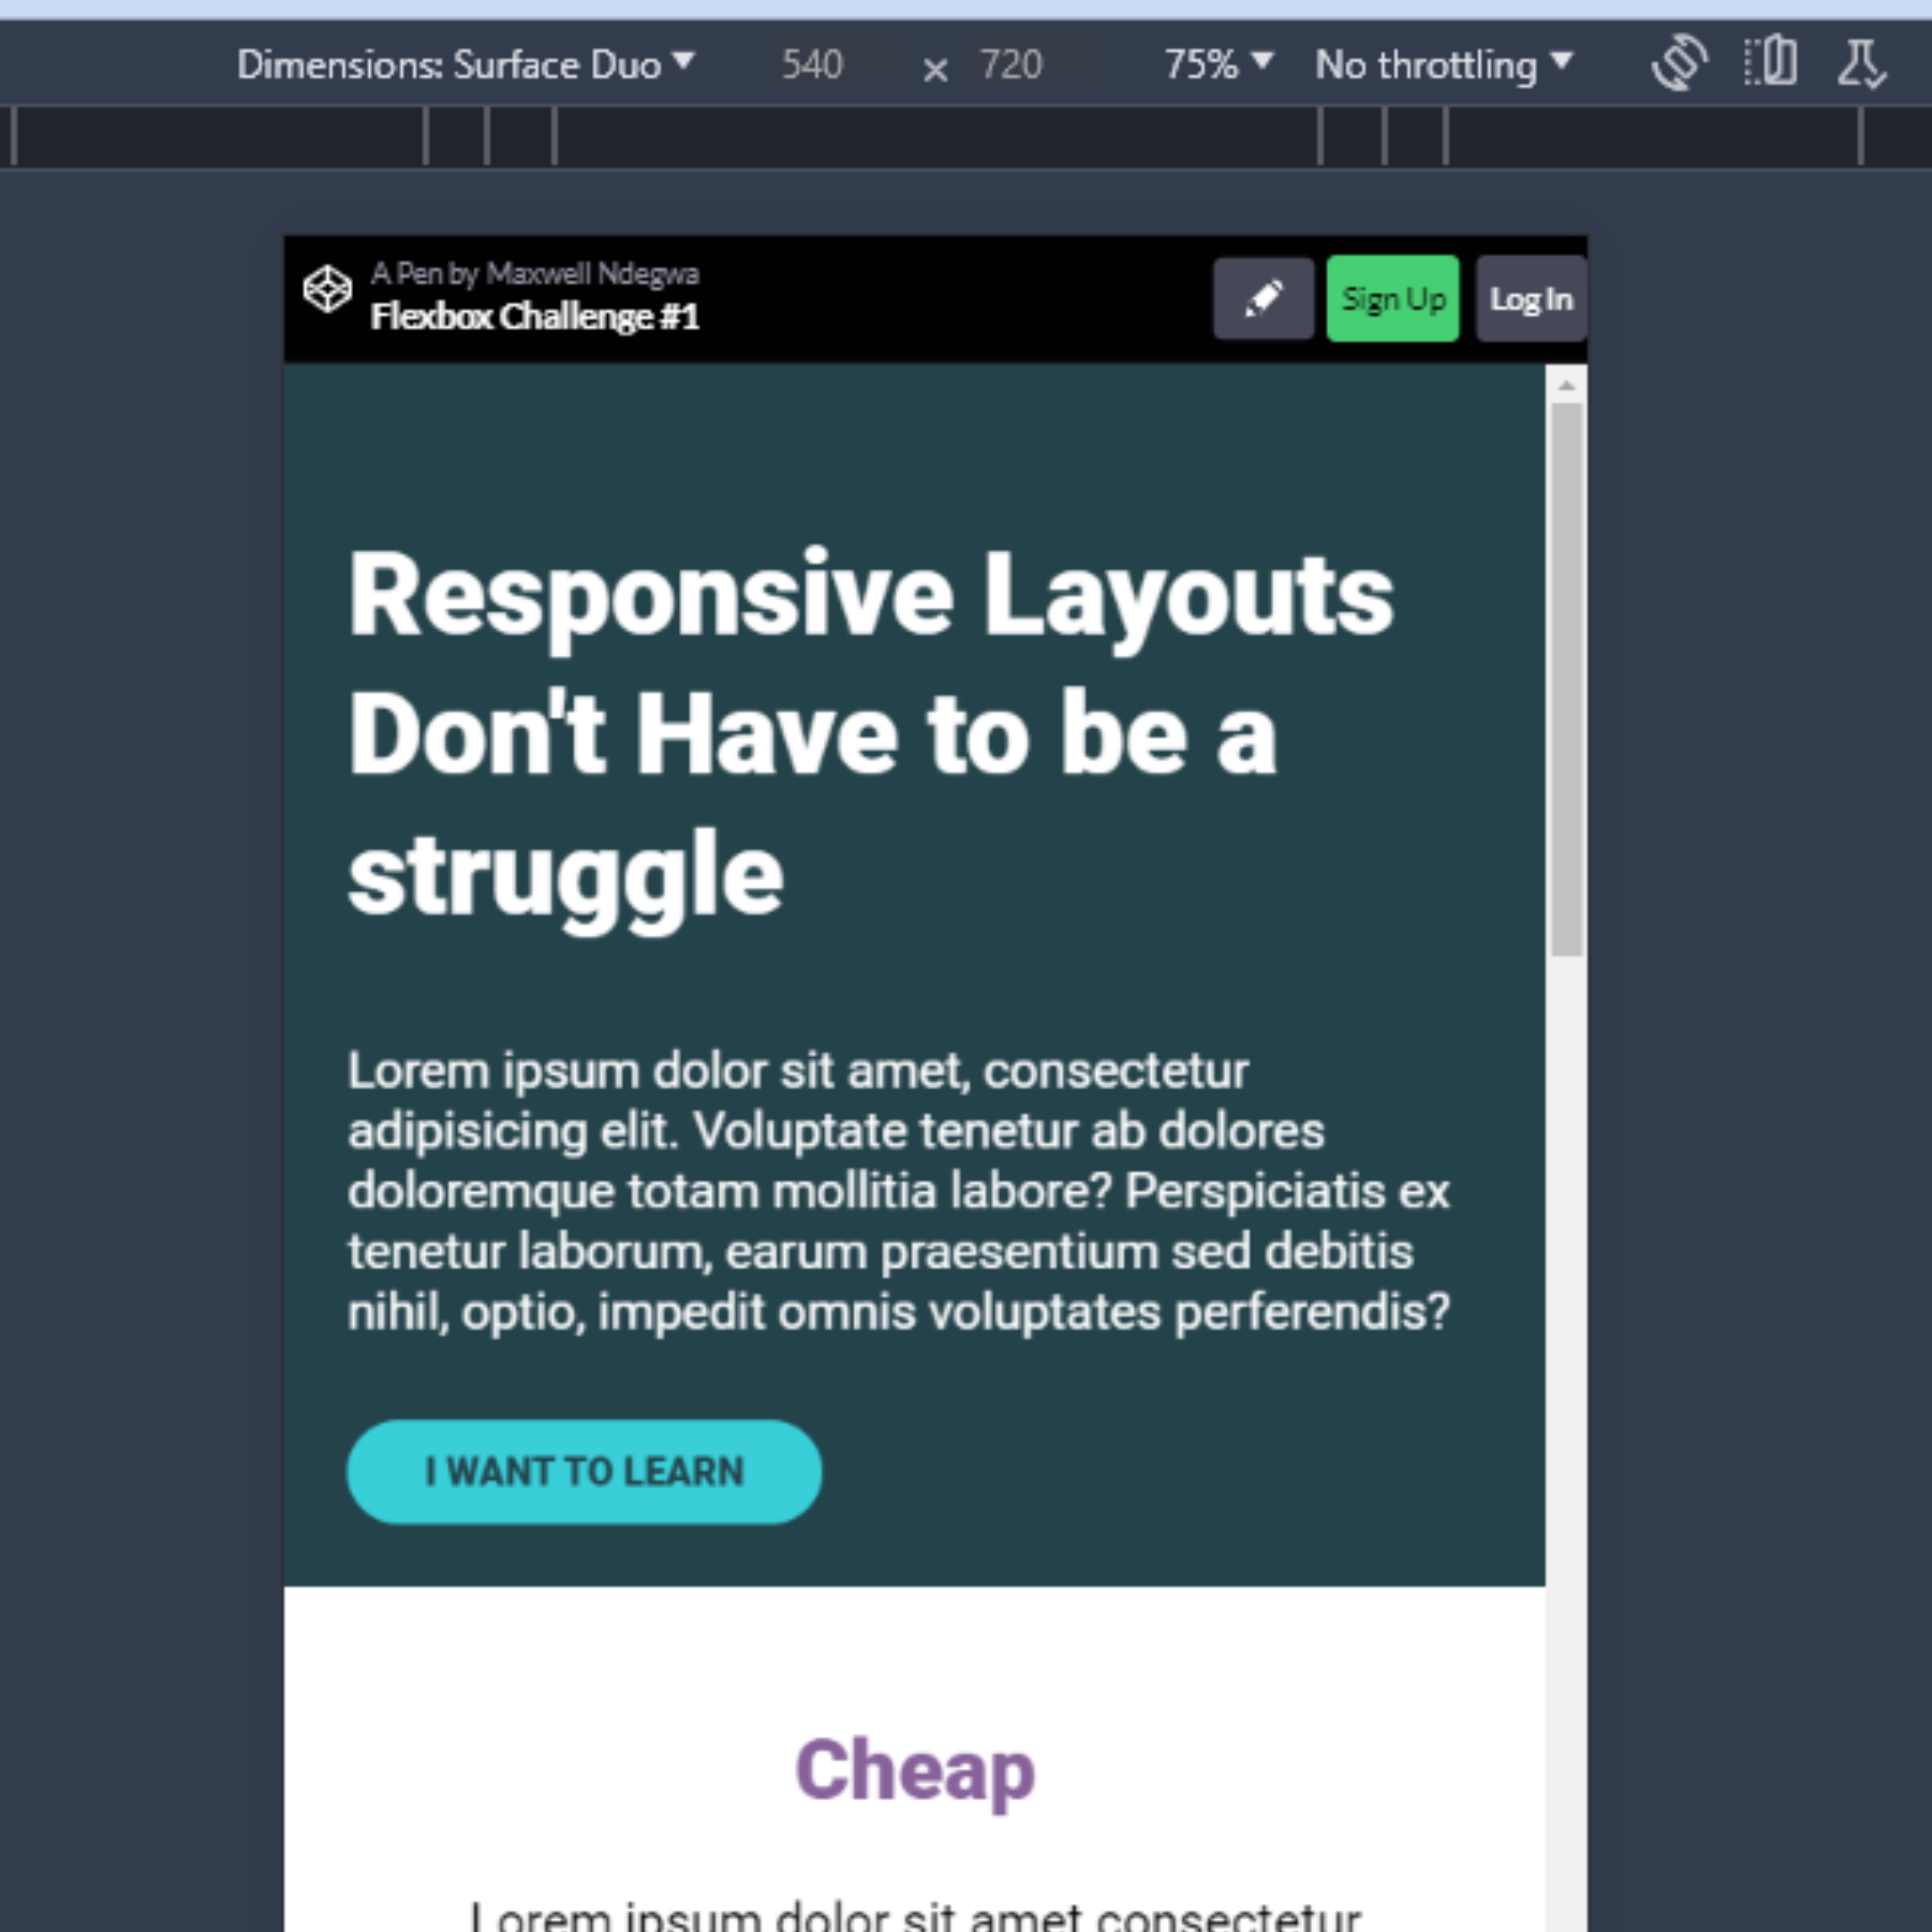 Dimensions: Surface Duo 540 × 720 75% No throttling
A Pen by Maxwell Ndegwa
Flexbox Challenge #1
Sign Up Log In
Responsive Layouts
Don't Have to be a
struggle
Lorem ipsum dolor sit amet, consectetur
adipisicing elit. Voluptate tenetur ab dolores
doloremque totam mollitia labore? Perspiciatis ex
tenetur laborum, earum praesentium sed debitis
nihil, optio, impedit omnis voluptates perferendis?
I WANT TO LEARN
Cheap
Lorem ipsum dolor sit amet consectetur